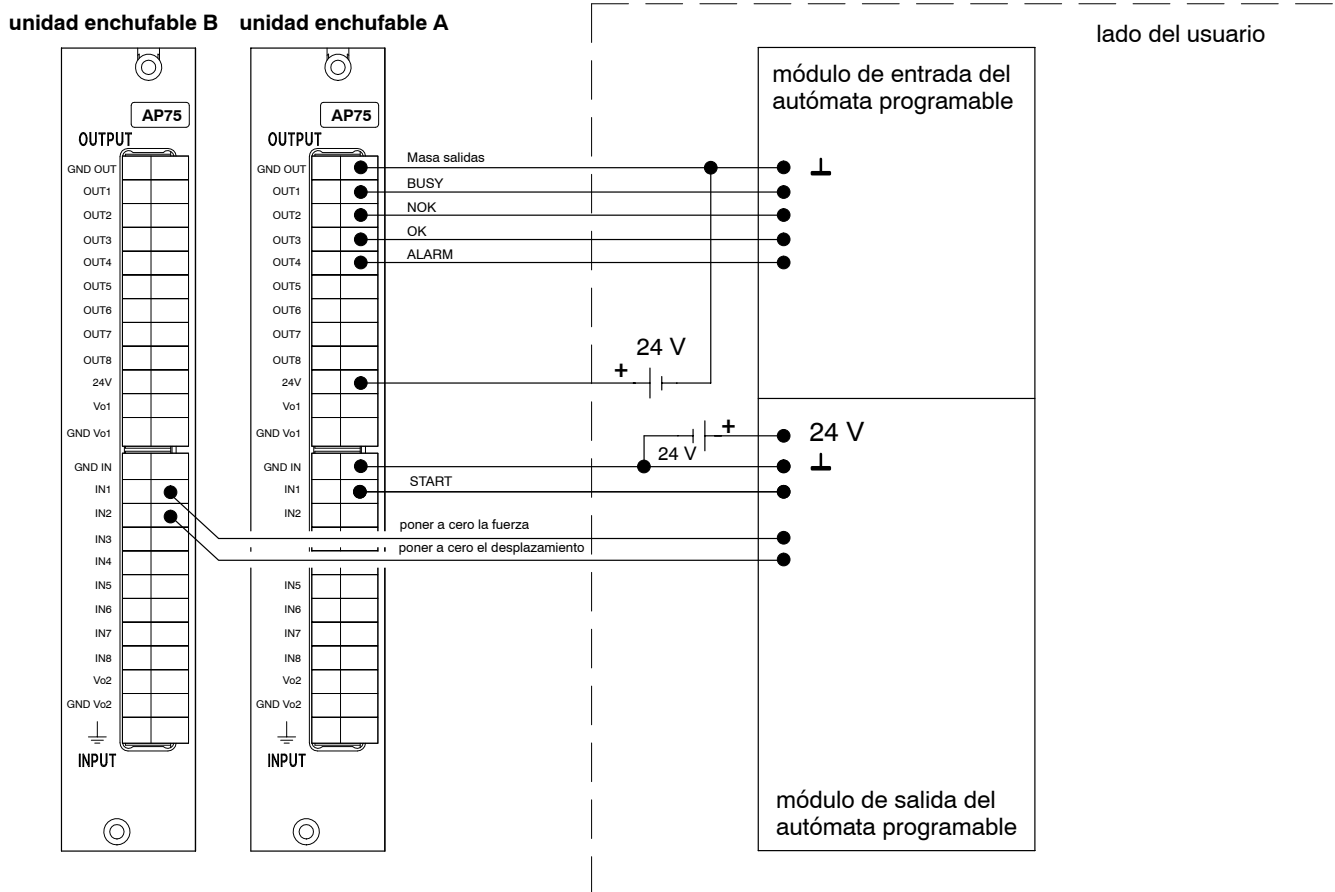 unidad enchufable B
unidad enchufable A
lado del usuario
AP75
OUTPUT
GND OUT
OUT1
OUT2
OUT3
OUT4
OUT5
OUT6
OUT7
OUT8
24V
Vo1
GND Vo1
GND IN
IN1
IN2
IN3
IN4
IN5
IN6
IN7
IN8
Vo2
GND Vo2
INPUT
AP75
OUTPUT
GND OUT
OUT1
OUT2
OUT3
OUT4
OUT5
OUT6
OUT7
OUT8
24V
Vo1
GND Vo1
GND IN
IN1
IN2
IN5
IN6
IN7
IN8
Vo2
GND Vo2
INPUT
Masa salidas
BUSY
NOK
OK
ALARM
24 V
+
+
24 V
START
poner a cero la fuerza
poner a cero el desplazamiento
módulo de entrada del
autómata programable
24 V
módulo de salida del
autómata programable